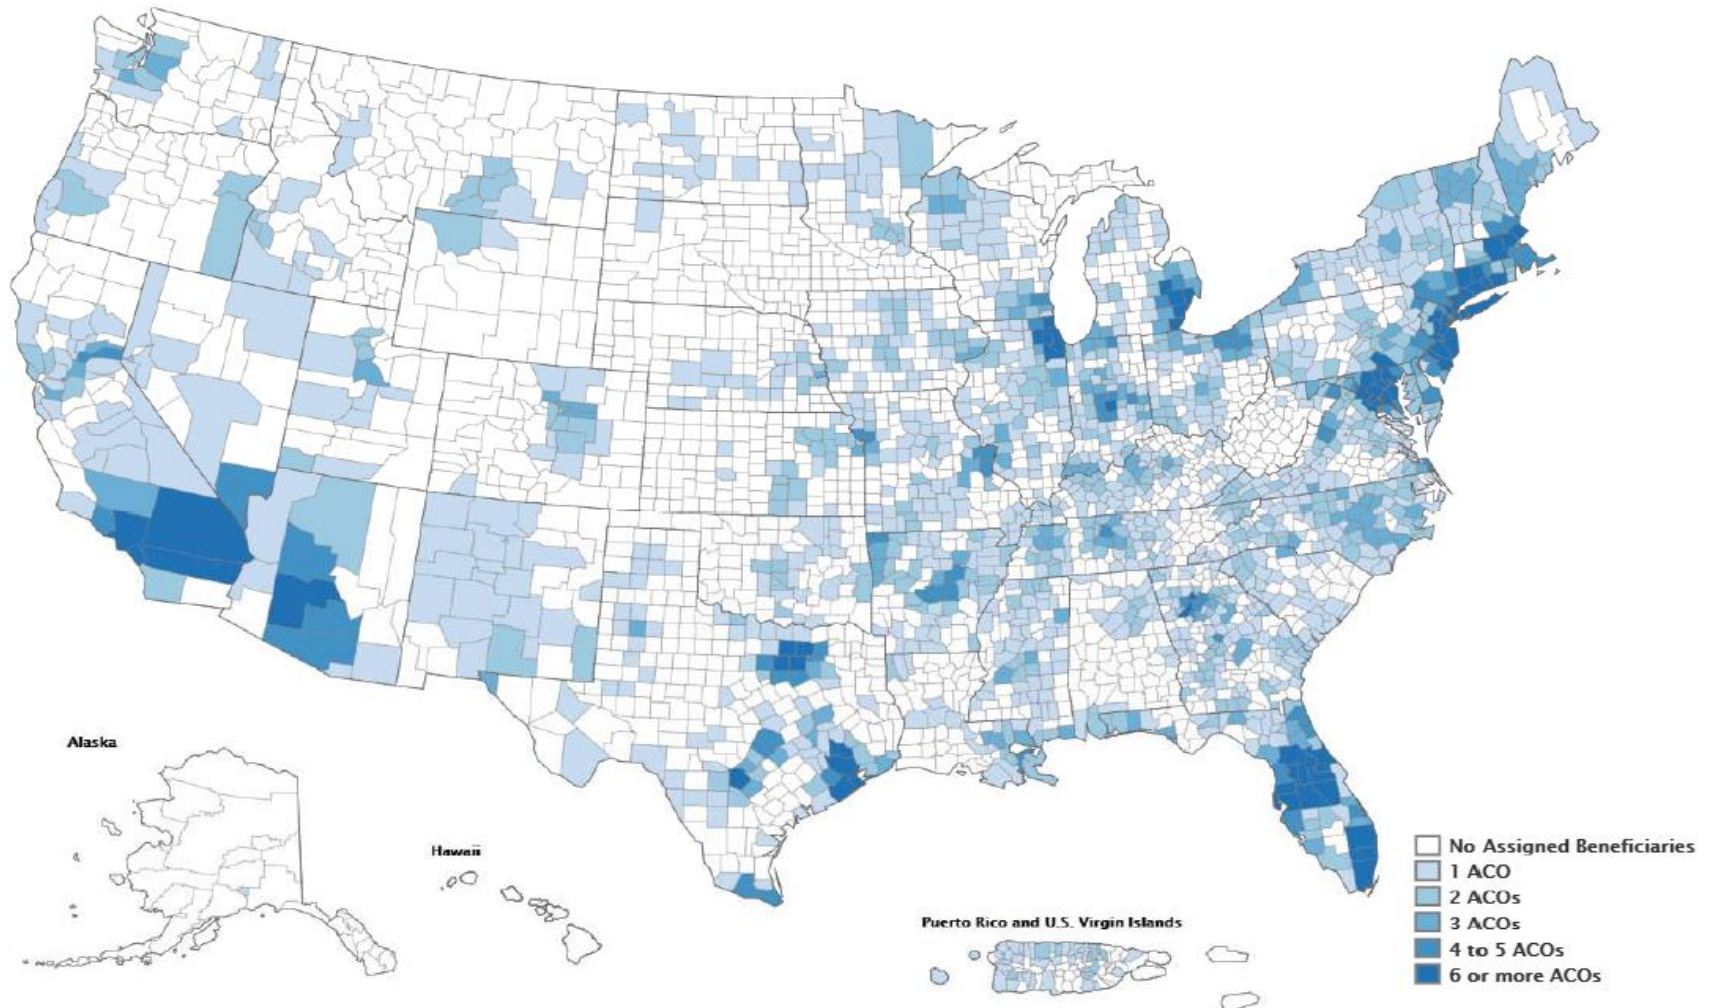 Alaska
Hawaii
Puerto Rico and U.S. Virgin Islands
No Assigned Beneficiaries
1 ACO
2 ACOs
3 ACOs
4 to 5 ACOs
6 or more ACOs